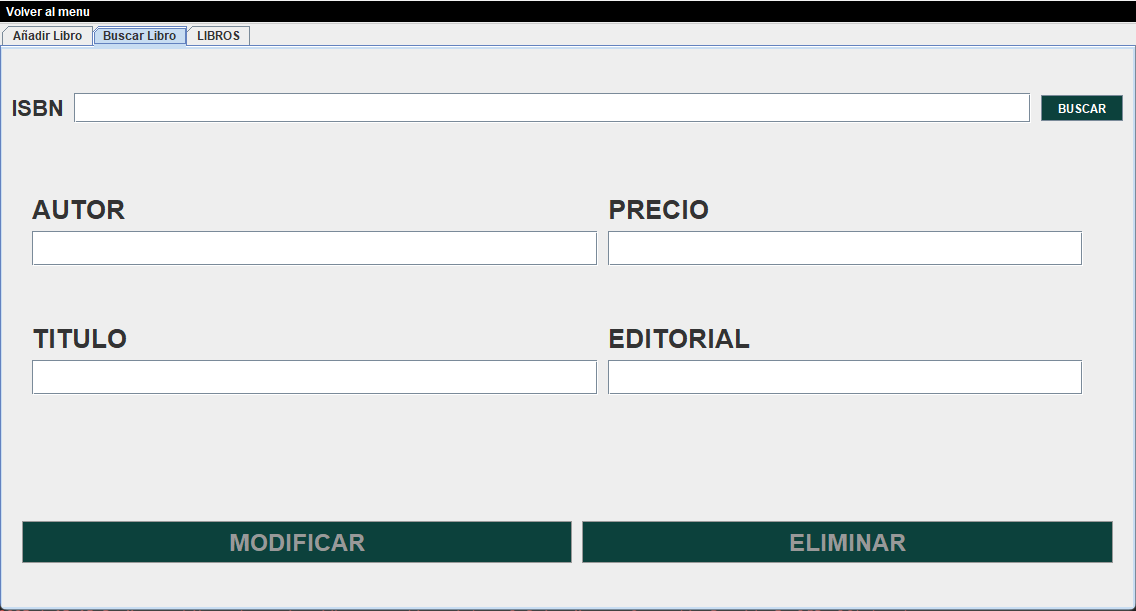 Volver al menu
Añadir Libro Buscar Libro LIBROS
ISBN BUSCAR
AUTOR PRECIO
TITULO EDITORIAL
MODIFICAR ELIMINAR